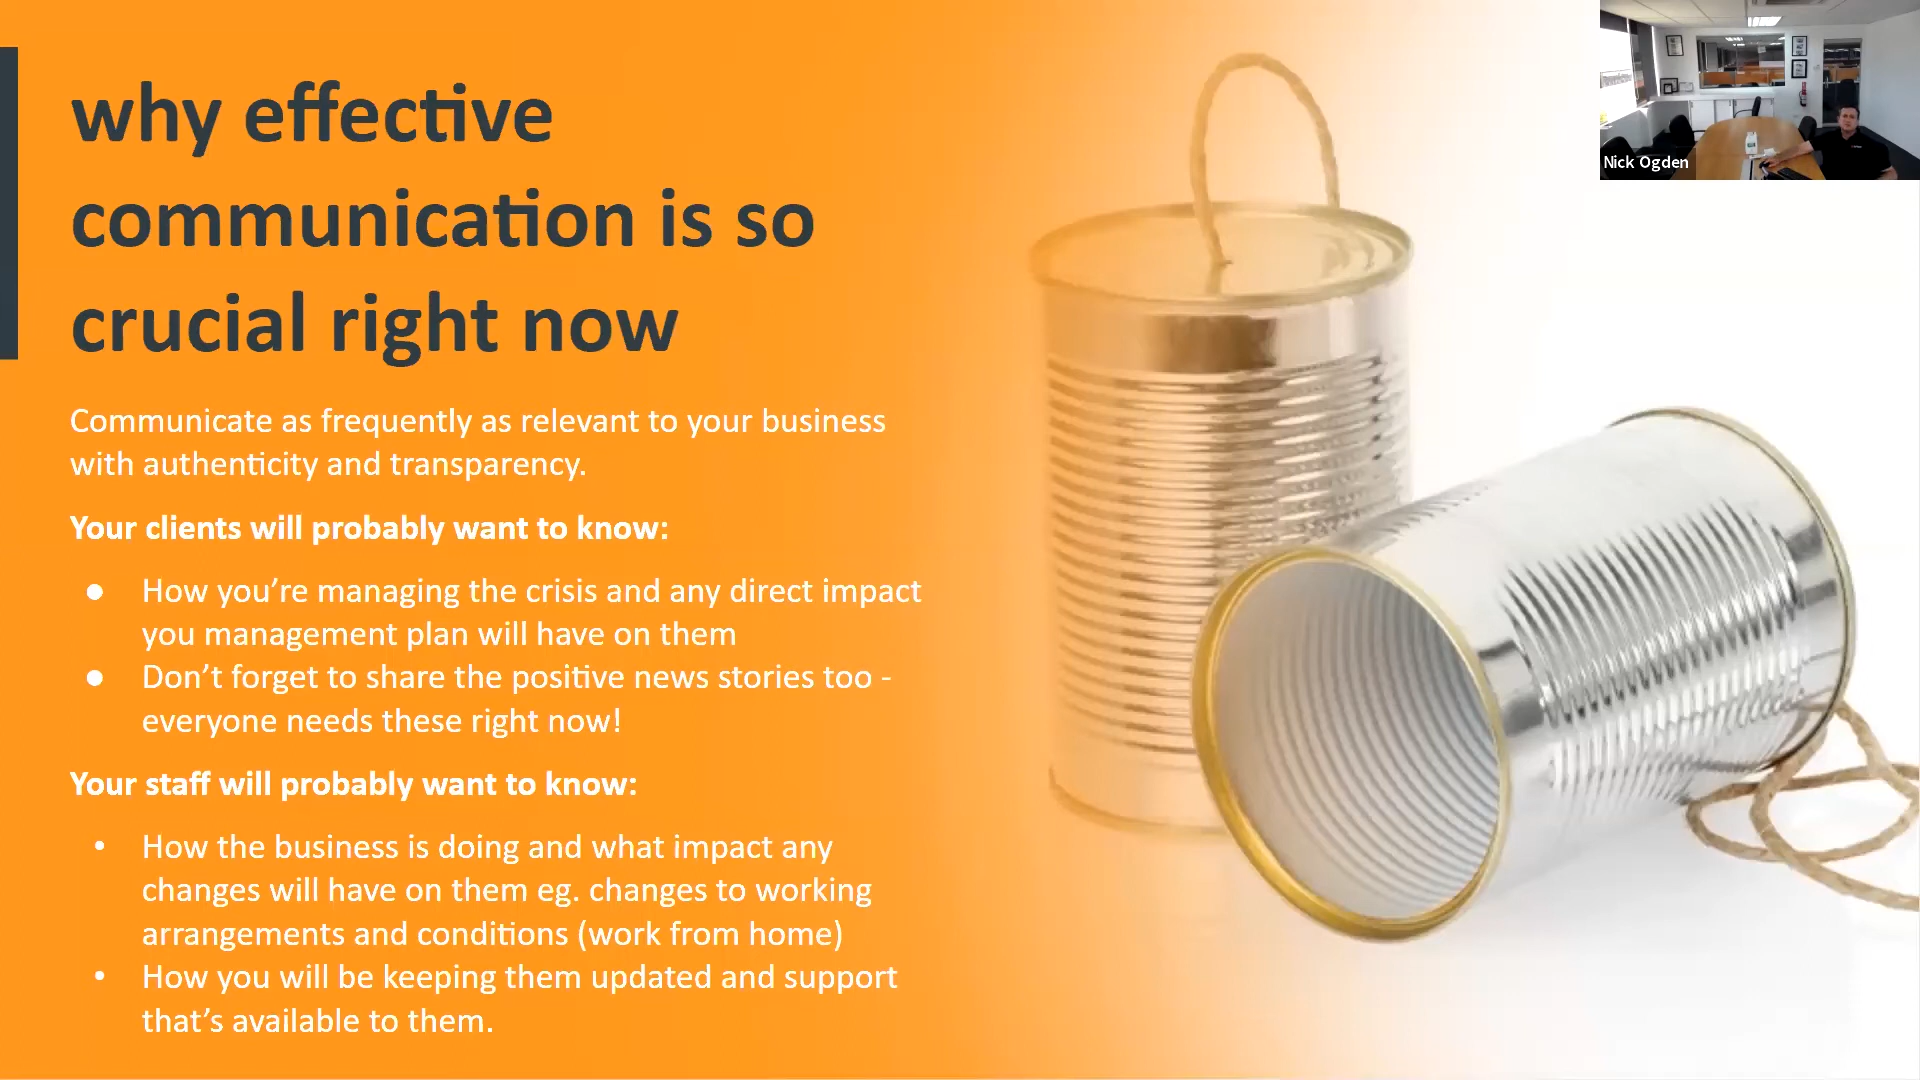 why effective
communication is so
crucial right now
Communicate as frequently as relevant to your business
with authenticity and transparency.
Your clients will probably want to know:
● How you’re managing the crisis and any direct impact
you management plan will have on them
● Don’t forget to share the positive news stories too -
everyone needs these right now!
Your staff will probably want to know:
• How the business is doing and what impact any
changes will have on them eg. changes to working
arrangements and conditions (work from home)
• How you will be keeping them updated and support
that’s available to them.
Nick Ogden